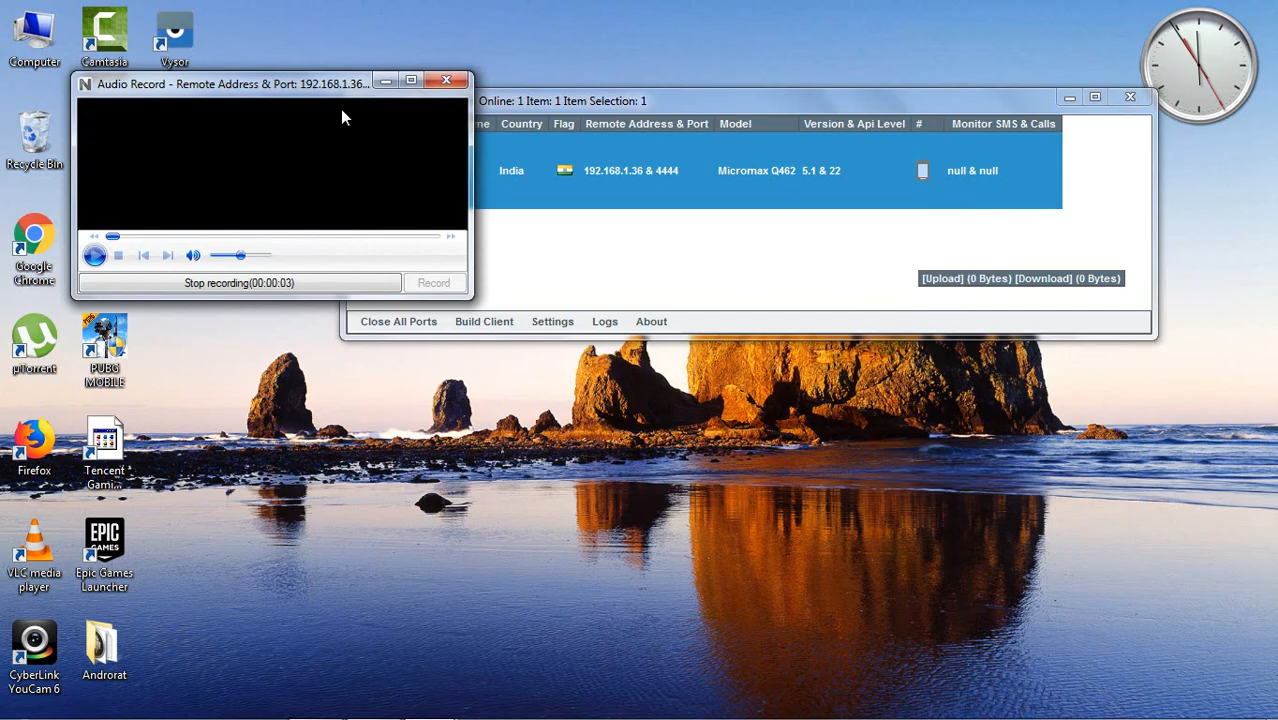 Computer
Camtasia
Vysor
Audio Record - Remote Address & Port: 192.168.1.36...
Online: 1 Item: 1 Item Selection: 1
me Country Flag Remote Address & Port Model Version & Api Level # Monitor SMS & Calls
India 192.168.1.36 & 4444 Micromax Q462 5.1 & 22 null & null
Recycle Bin
Google Chrome
Stop recording(00:00:03) Record
[Upload] (0 Bytes) [Download] (0 Bytes)
Close All Ports Build Client Settings Logs About
µTorrent
PUBG
MOBILE
Firefox
Tencent
Gami...
EPIC
GAMES
VLC media
player
Epic Games
Launcher
CyberLink
YouCam 6
Androrat